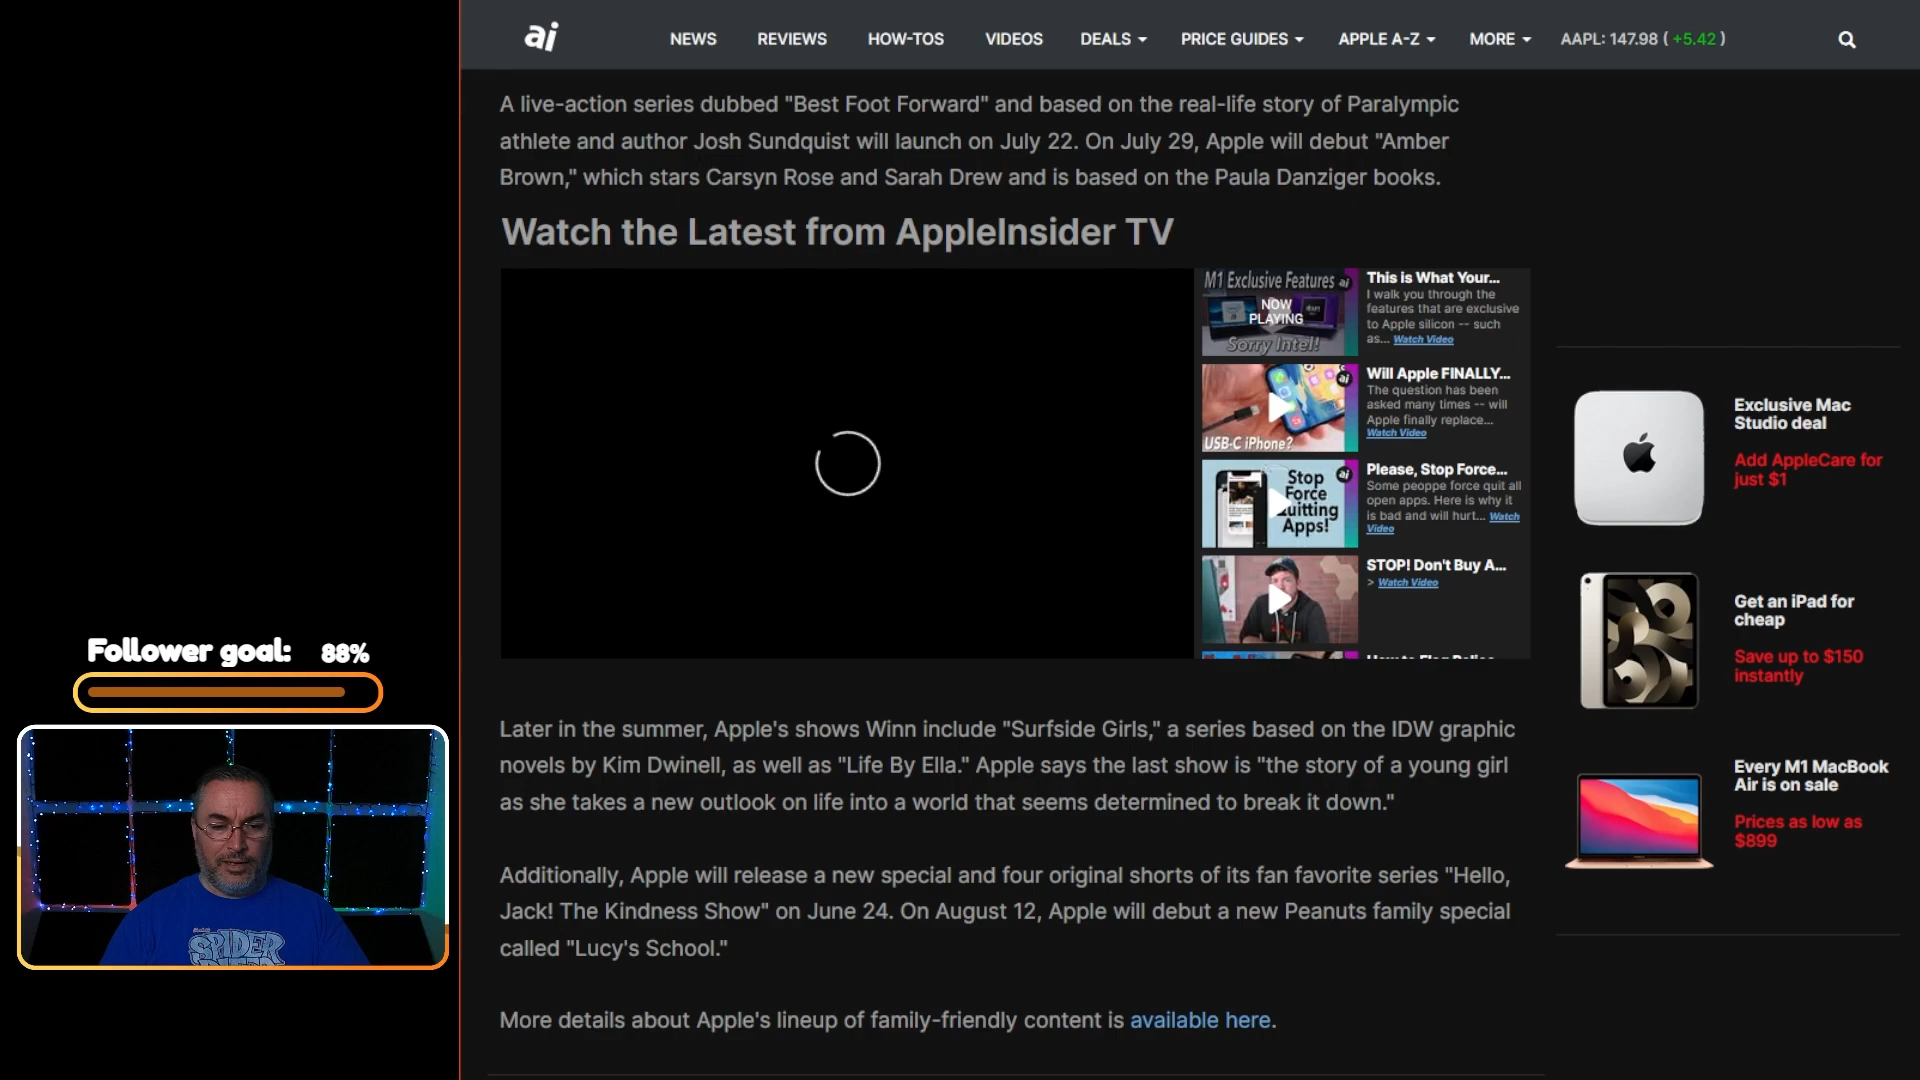 ai
NEWS
REVIEWS
HOW-TOS
VIDEOS
DEALS
PRICE GUIDES
APPLE A-Z
MORE
AAPL: 147.98 ( +5.42 )
A live-action series dubbed "Best Foot Forward" and based on the real-life story of Paralympic
athlete and author Josh Sundquist will launch on July 22. On July 29, Apple will debut "Amber
Brown," which stars Carsyn Rose and Sarah Drew and is based on the Paula Danziger books.
Watch the Latest from AppleInsider TV
M1 Exclusive Features
ai
NOW
PLAYING
Sorry Intel!
This is What Your...
I walk you through the
features that are exclusive
to Apple silicon -- such
as... Watch Video
ai
USB-C iPhone?
Will Apple FINALLY...
The question has been
asked many times -- will
Apple finally replace...
Watch Video
ai
Stop
Force
Quitting
Apps!
Please, Stop Force...
Some peoppe force quit all
open apps. Here is why it
is bad and will hurt... Watch
Video
STOP! Don't Buy A...
> Watch Video
Exclusive Mac
Studio deal
Add AppleCare for
just $1
Get an iPad for
cheap
Save up to $150
instantly
Every M1 MacBook
Air is on sale
Prices as low as
$899
Later in the summer, Apple's shows Winn include "Surfside Girls," a series based on the IDW graphic
novels by Kim Dwinell, as well as "Life By Ella." Apple says the last show is "the story of a young girl
as she takes a new outlook on life into a world that seems determined to break it down."
Additionally, Apple will release a new special and four original shorts of its fan favorite series "Hello,
Jack! The Kindness Show" on June 24. On August 12, Apple will debut a new Peanuts family special
called "Lucy's School."
More details about Apple's lineup of family-friendly content is available here.
Follower goal: 88%
SPIDER